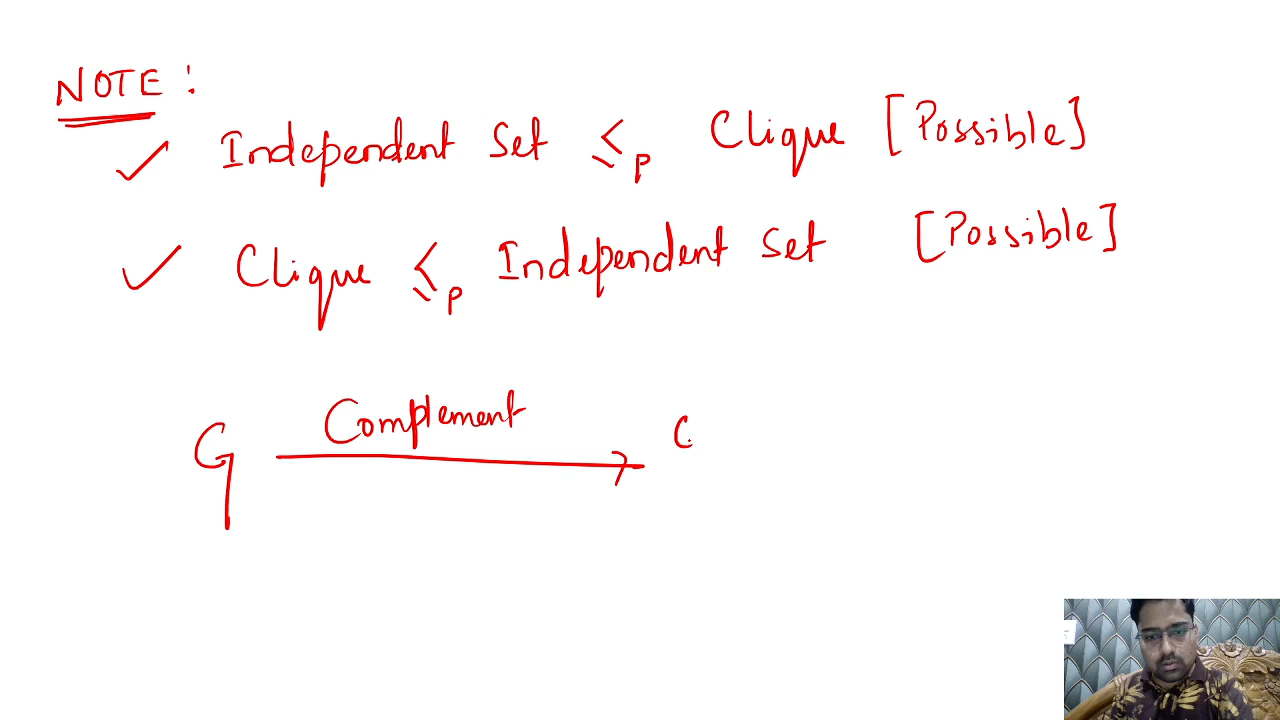 NOTE :
✓ Independent Set ≤p Clique [Possible]
✓ Clique ≤p Independent Set [Possible]
Complement
G → C